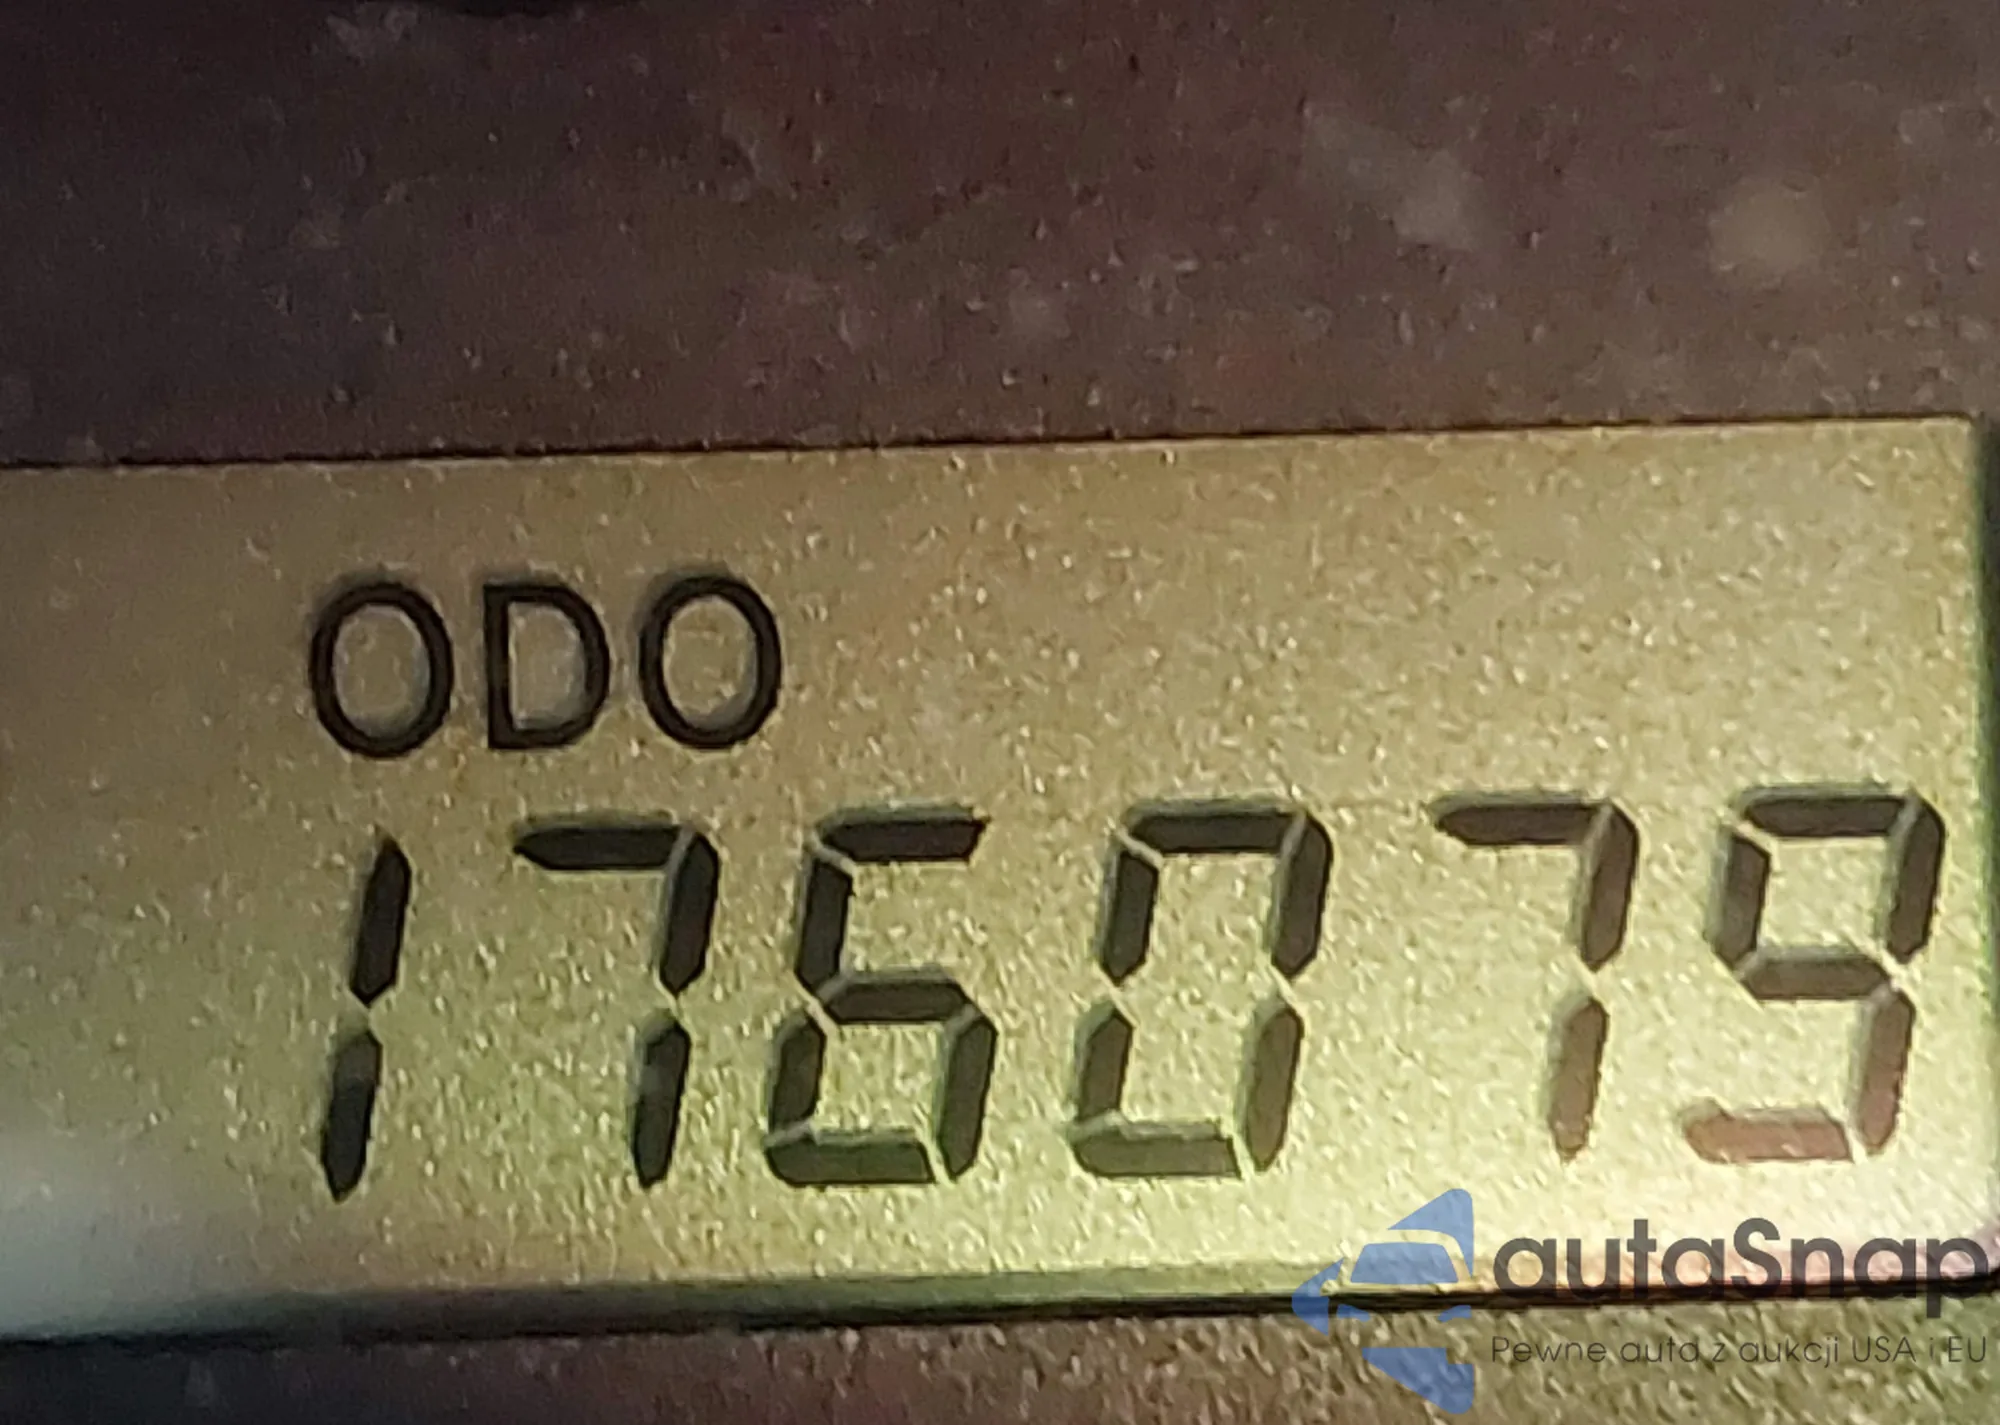 ODO
176079
autaSnap
Pewne auta z aukcji USA i EU